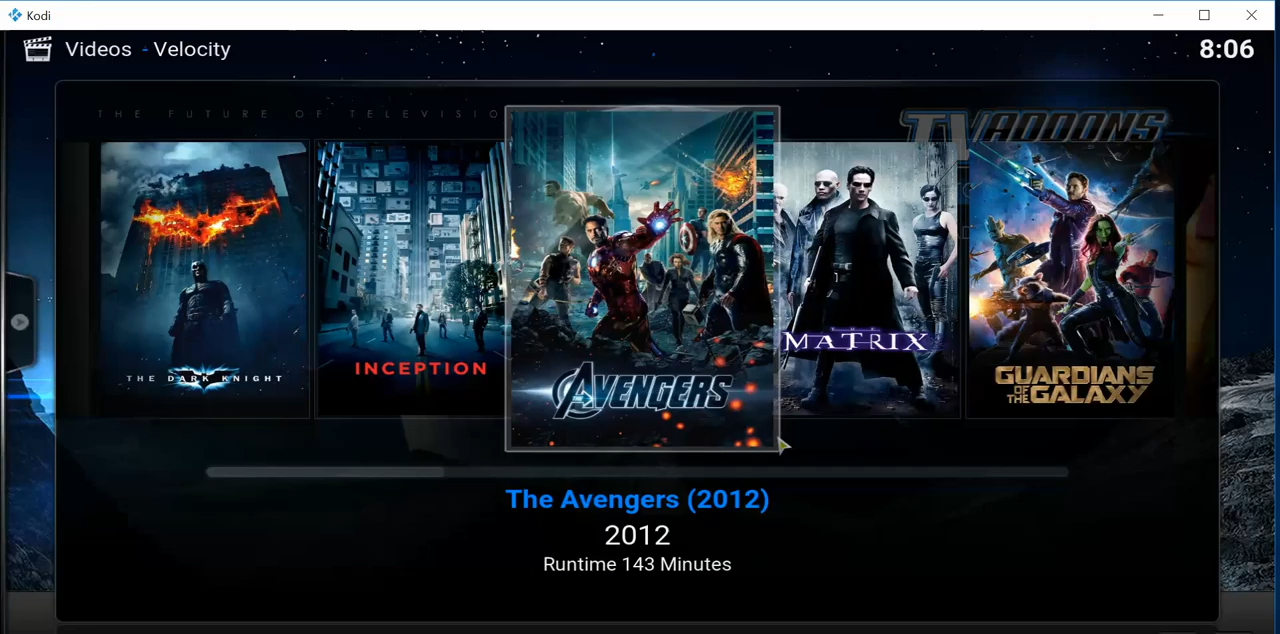 Kodi
Videos - Velocity
8:06
THE FUTURE OF TELEVISIO
TVADDONS
THE DARK KNIGHT
INCEPTION
AVENGERS
THE
MATRIX
GUARDIANS
OF THE
GALAXY
The Avengers (2012)
2012
Runtime 143 Minutes